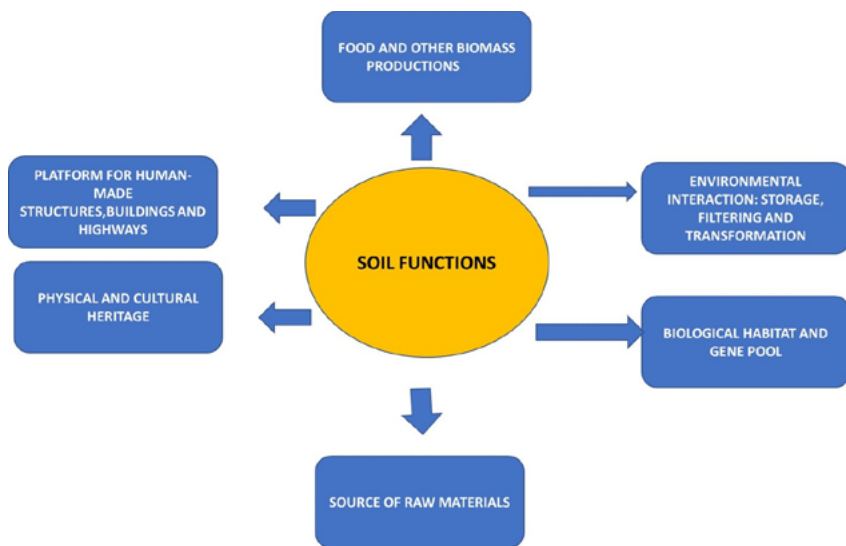 FOOD AND OTHER BIOMASS
PRODUCTIONS
PLATFORM FOR HUMAN-
MADE
STRUCTURES,BUILDINGS AND
HIGHWAYS
ENVIRONMENTAL
INTERACTION: STORAGE,
FILTERING AND
TRANSFORMATION
SOIL FUNCTIONS
PHYSICAL AND CULTURAL
HERITAGE
BIOLOGICAL HABITAT AND
GENE POOL
SOURCE OF RAW MATERIALS